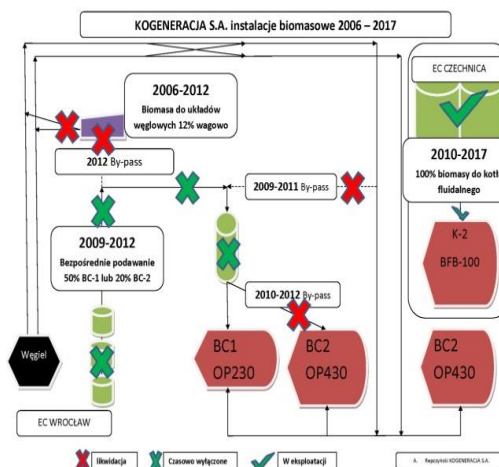 KOGENERACJA S.A. instalacje biomasowe 2006 – 2017
EC CZECHNICA
2006-2012
Biomasa do układów
węglowych 12% wagowo
2012 By-pass
2009-2011 By-pass
2010-2017
100% biomasy do kotł
fluidalnego
2009-2012
Bezpośrednie podawanie
50% BC-1 lub 20% BC-2
K-2
BFB-100
2010-2012 By-pass
Węgiel
BC1
OP230
BC2
OP430
BC2
OP430
EC WROCŁAW
likwidacja
Czasowo wyłączone
W eksploatacji
A. Repczyński KOGENERACJA S.A.